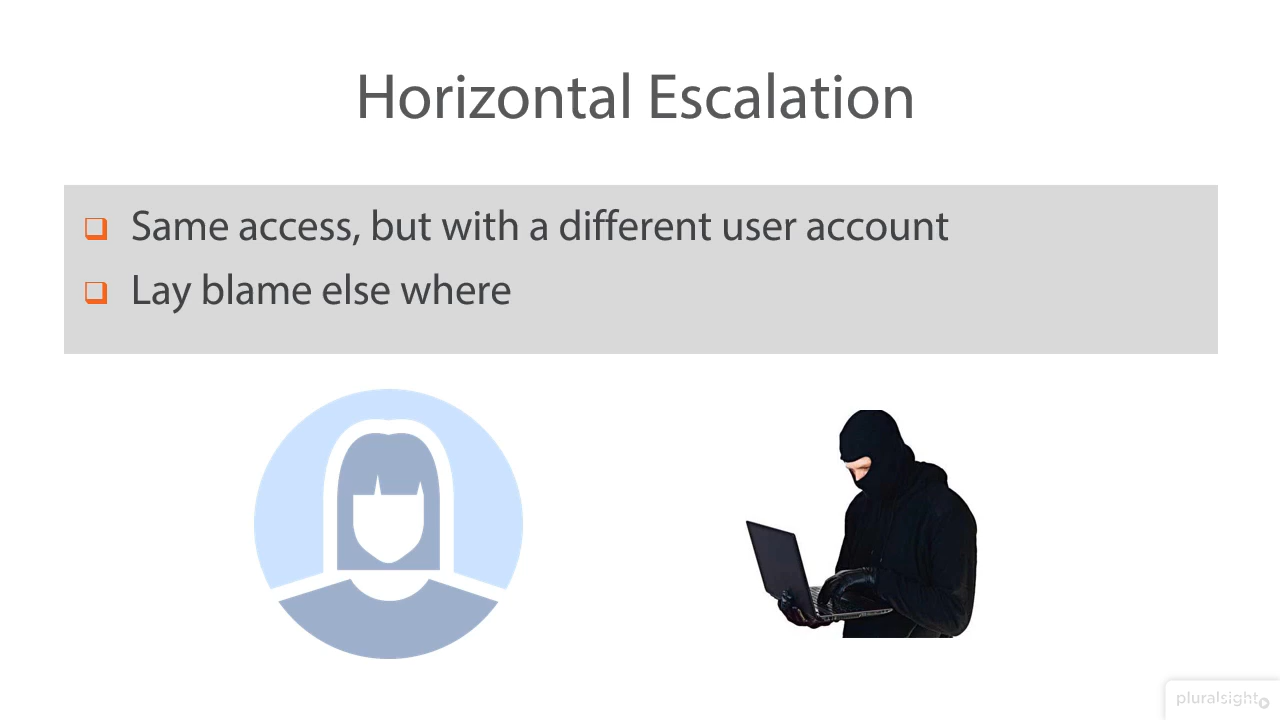 Horizontal Escalation
Same access, but with a different user account
Lay blame else where
pluralsight